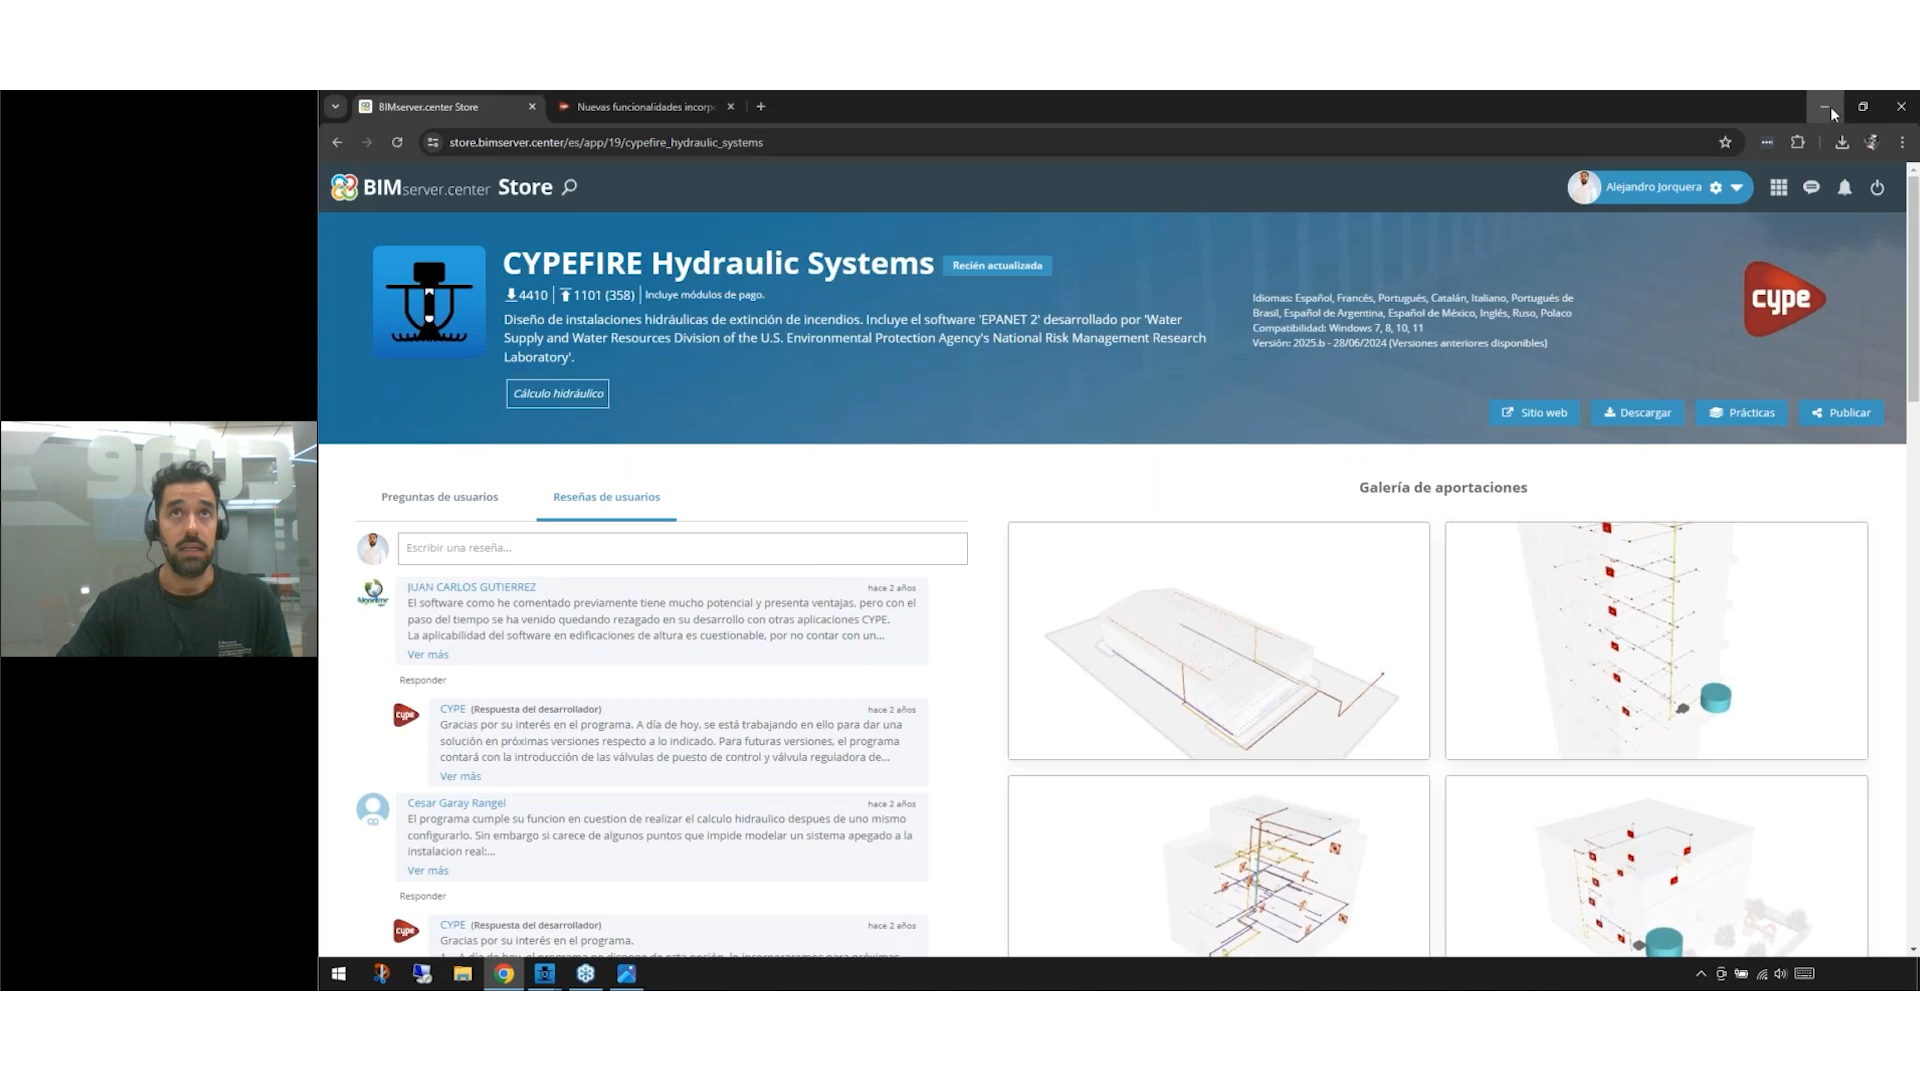 BIMserver.center Store
Nuevas funcionalidades incorp
store.bimserver.center/es/app/19/cypefire_hydraulic_systems
BIMserver.center Store
Alejandro Jorquera
CYPEFIRE Hydraulic Systems
Recién actualizada
4410
1101 (358)
Incluye módulos de pago.
Diseño de instalaciones hidráulicas de extinción de incendios. Incluye el software 'EPANET 2' desarrollado por 'Water
Supply and Water Resources Division of the U.S. Environmental Protection Agency's National Risk Management Research
Laboratory'.
Cálculo hidráulico
Idiomas: Español, Francés, Portugués, Catalán, Italiano, Portugués de
Brasil, Español de Argentina, Español de México, Inglés, Ruso, Polaco
Compatibilidad: Windows 7, 8, 10, 11
Versión: 2025.b - 28/06/2024 (Versiones anteriores disponibles)
cype
Sitio web
Descargar
Prácticas
Publicar
Preguntas de usuarios
Reseñas de usuarios
Escribir una reseña...
JUAN CARLOS GUTIERREZ
hace 2 años
El software como he comentado previamente tiene mucho potencial y presenta ventajas, pero con el
paso del tiempo se ha venido quedando rezagado en su desarrollo con otras aplicaciones CYPE.
La aplicabilidad del software en edificaciones de altura es cuestionable, por no contar con un...
Ver más
Responder
cype
CYPE (Respuesta del desarrollador)
hace 2 años
Gracias por su interés en el programa. A día de hoy, se está trabajando en ello para dar una
solución en próximas versiones respecto a lo indicado. Para futuras versiones, el programa
contará con la introducción de las válvulas de puesto de control y válvula reguladora de...
Ver más
Cesar Garay Rangel
hace 2 años
El programa cumple su funcion en cuestion de realizar el calculo hidraulico despues de uno mismo
configurarlo. Sin embargo si carece de algunos puntos que impide modelar un sistema apegado a la
instalacion real:...
Ver más
Responder
cype
CYPE (Respuesta del desarrollador)
hace 2 años
Gracias por su interés en el programa.
Galería de aportaciones